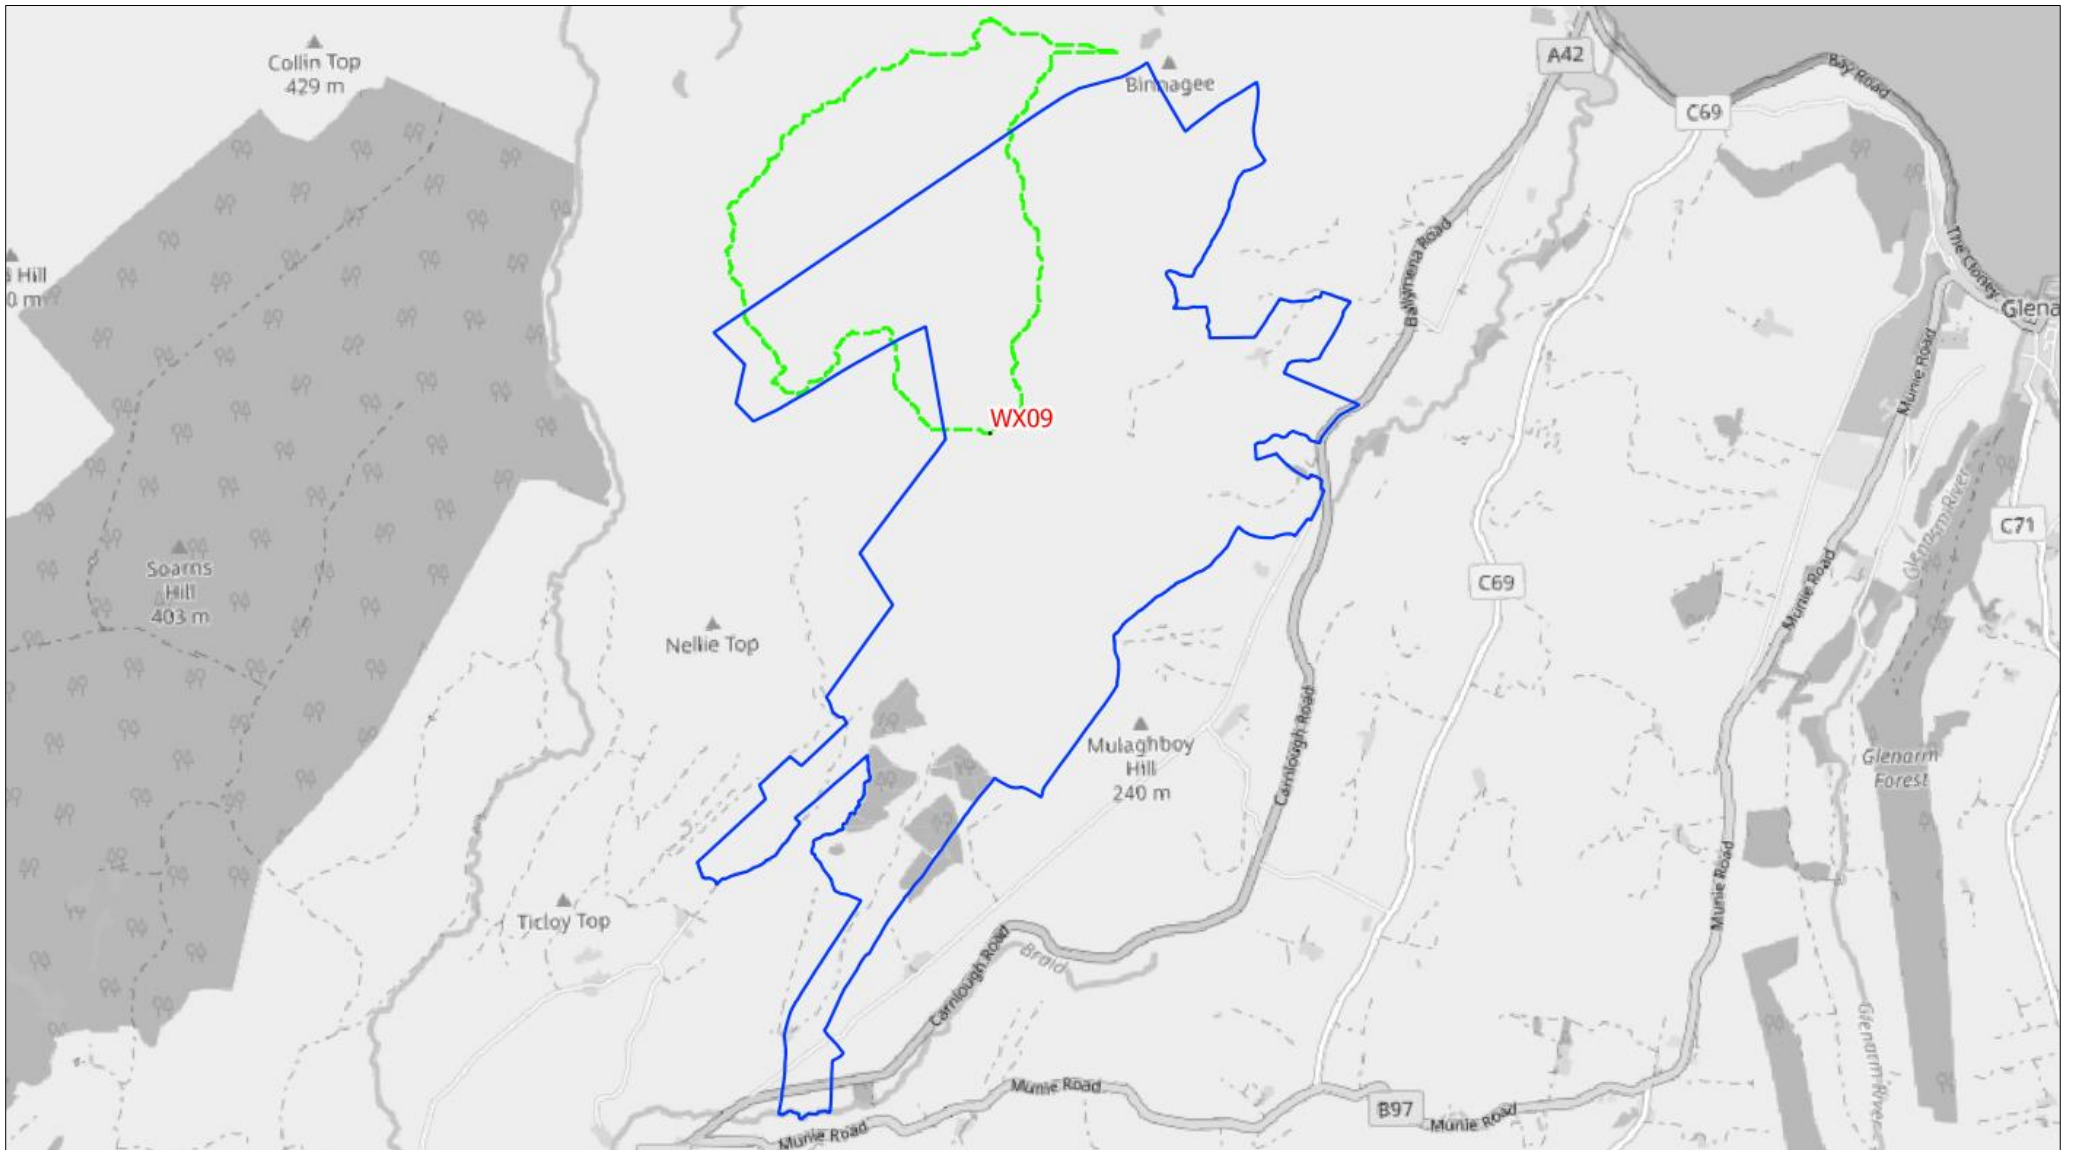 Collin Top
429 m
Binnagee
A42
Bay Road
C69
Hill
0 m
Ballymena Road
The Cloney
Glena
WX09
Munie Road
Glenarm River
C71
Soarns
Hill
403 m
C69
Munie Road
Nellie Top
Carnlough Road
Mulaghboy
Hill
240 m
Glenarm
Forest
Munie Road
Ticloy Top
Carnlough Road
Braid
Glenarm River
Munie Road
B97
Munie Road
Munie Road